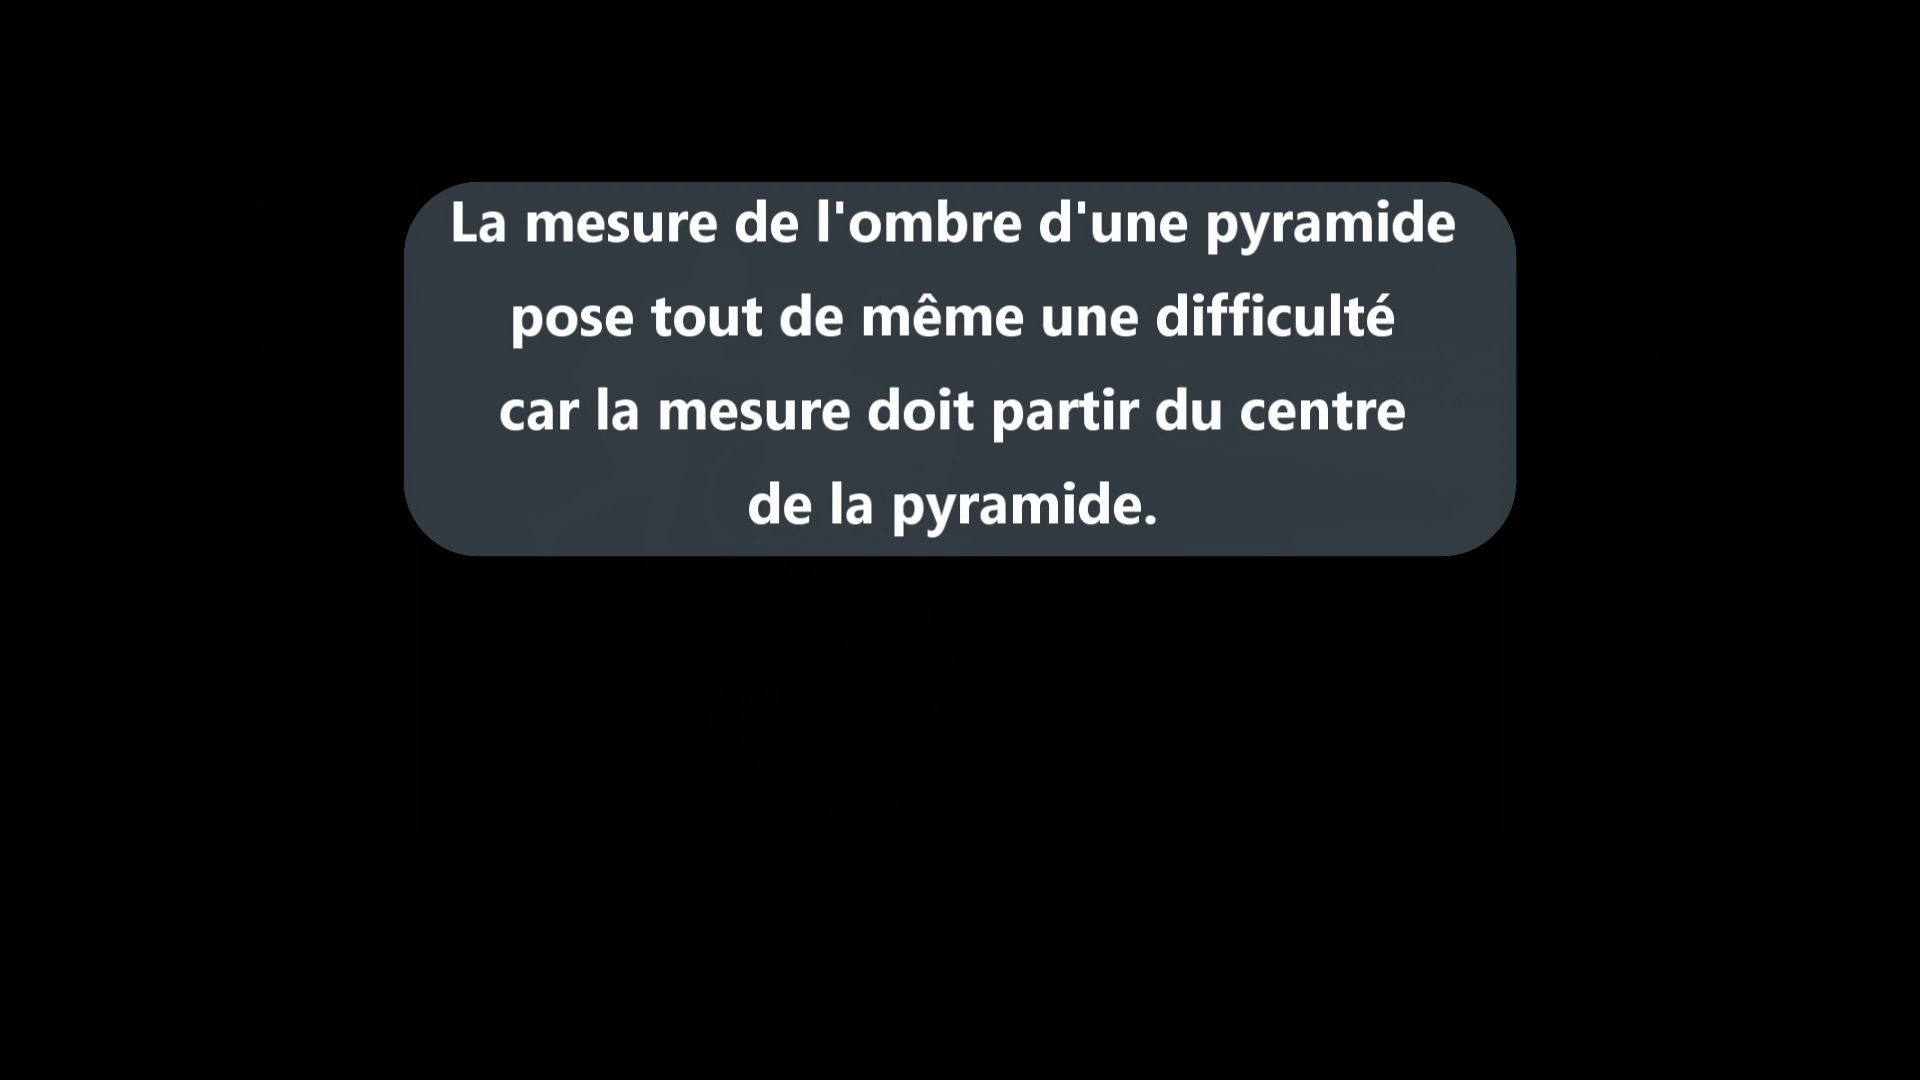 La mesure de l'ombre d'une pyramide
pose tout de même une difficulté
car la mesure doit partir du centre
de la pyramide.